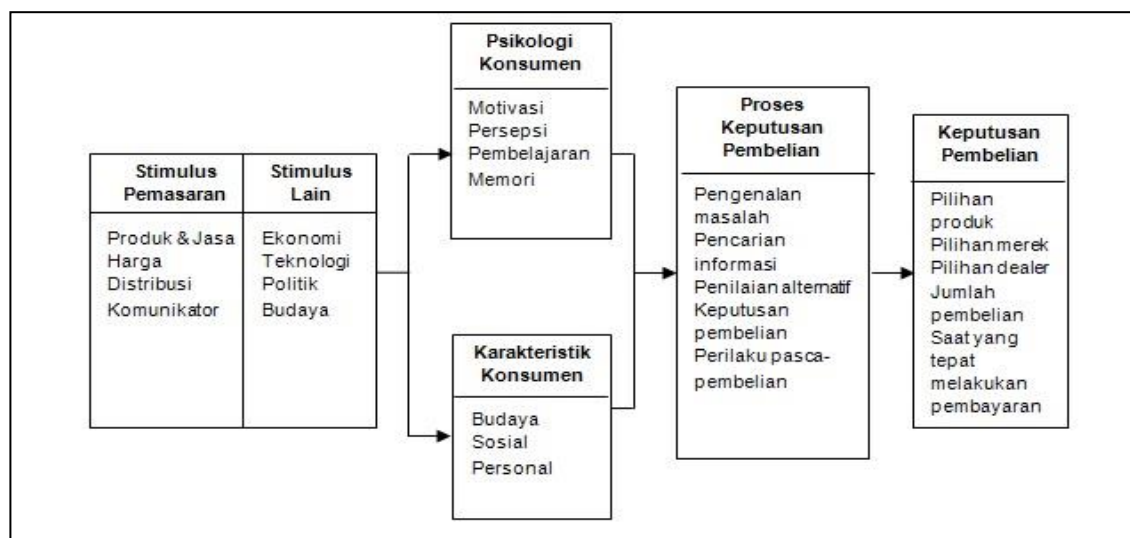 Stimulus
Pemasaran
Produk & Jasa
Harga
Distribusi
Komunikator
Stimulus
Lain
Ekonomi
Teknologi
Politik
Budaya
Psikologi
Konsumen
Motivasi
Persepsi
Pembelajaran
Memori
Karakteristik
Konsumen
Budaya
Sosial
Personal
Proses
Keputusan
Pembelian
Pengenalan
masalah
Pencarian
informasi
Penilaian alternatif
Keputusan
pembelian
Perilaku pasca-
pembelian
Keputusan
Pembelian
Pilihan
produk
Pilihan merek
Pilihan dealer
Jumlah
pembelian
Saat yang
tepat
melakukan
pembayaran